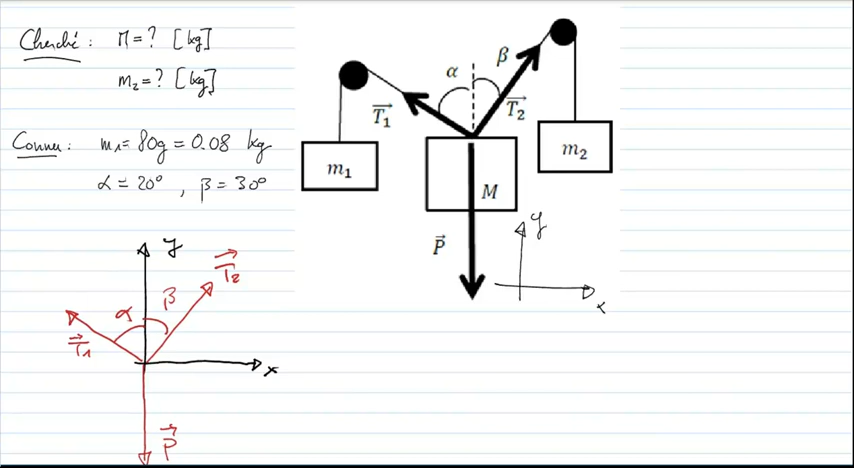 Cherché : M = ? [kg]
m₂ = ? [kg]
Connu : m₁ = 80g = 0.08 kg
α = 20° , β = 30°
y
T₂→
α β
T₁→
x
P→
α β
T₁→ T₂→
m₁ m₂
M
P→
y
x